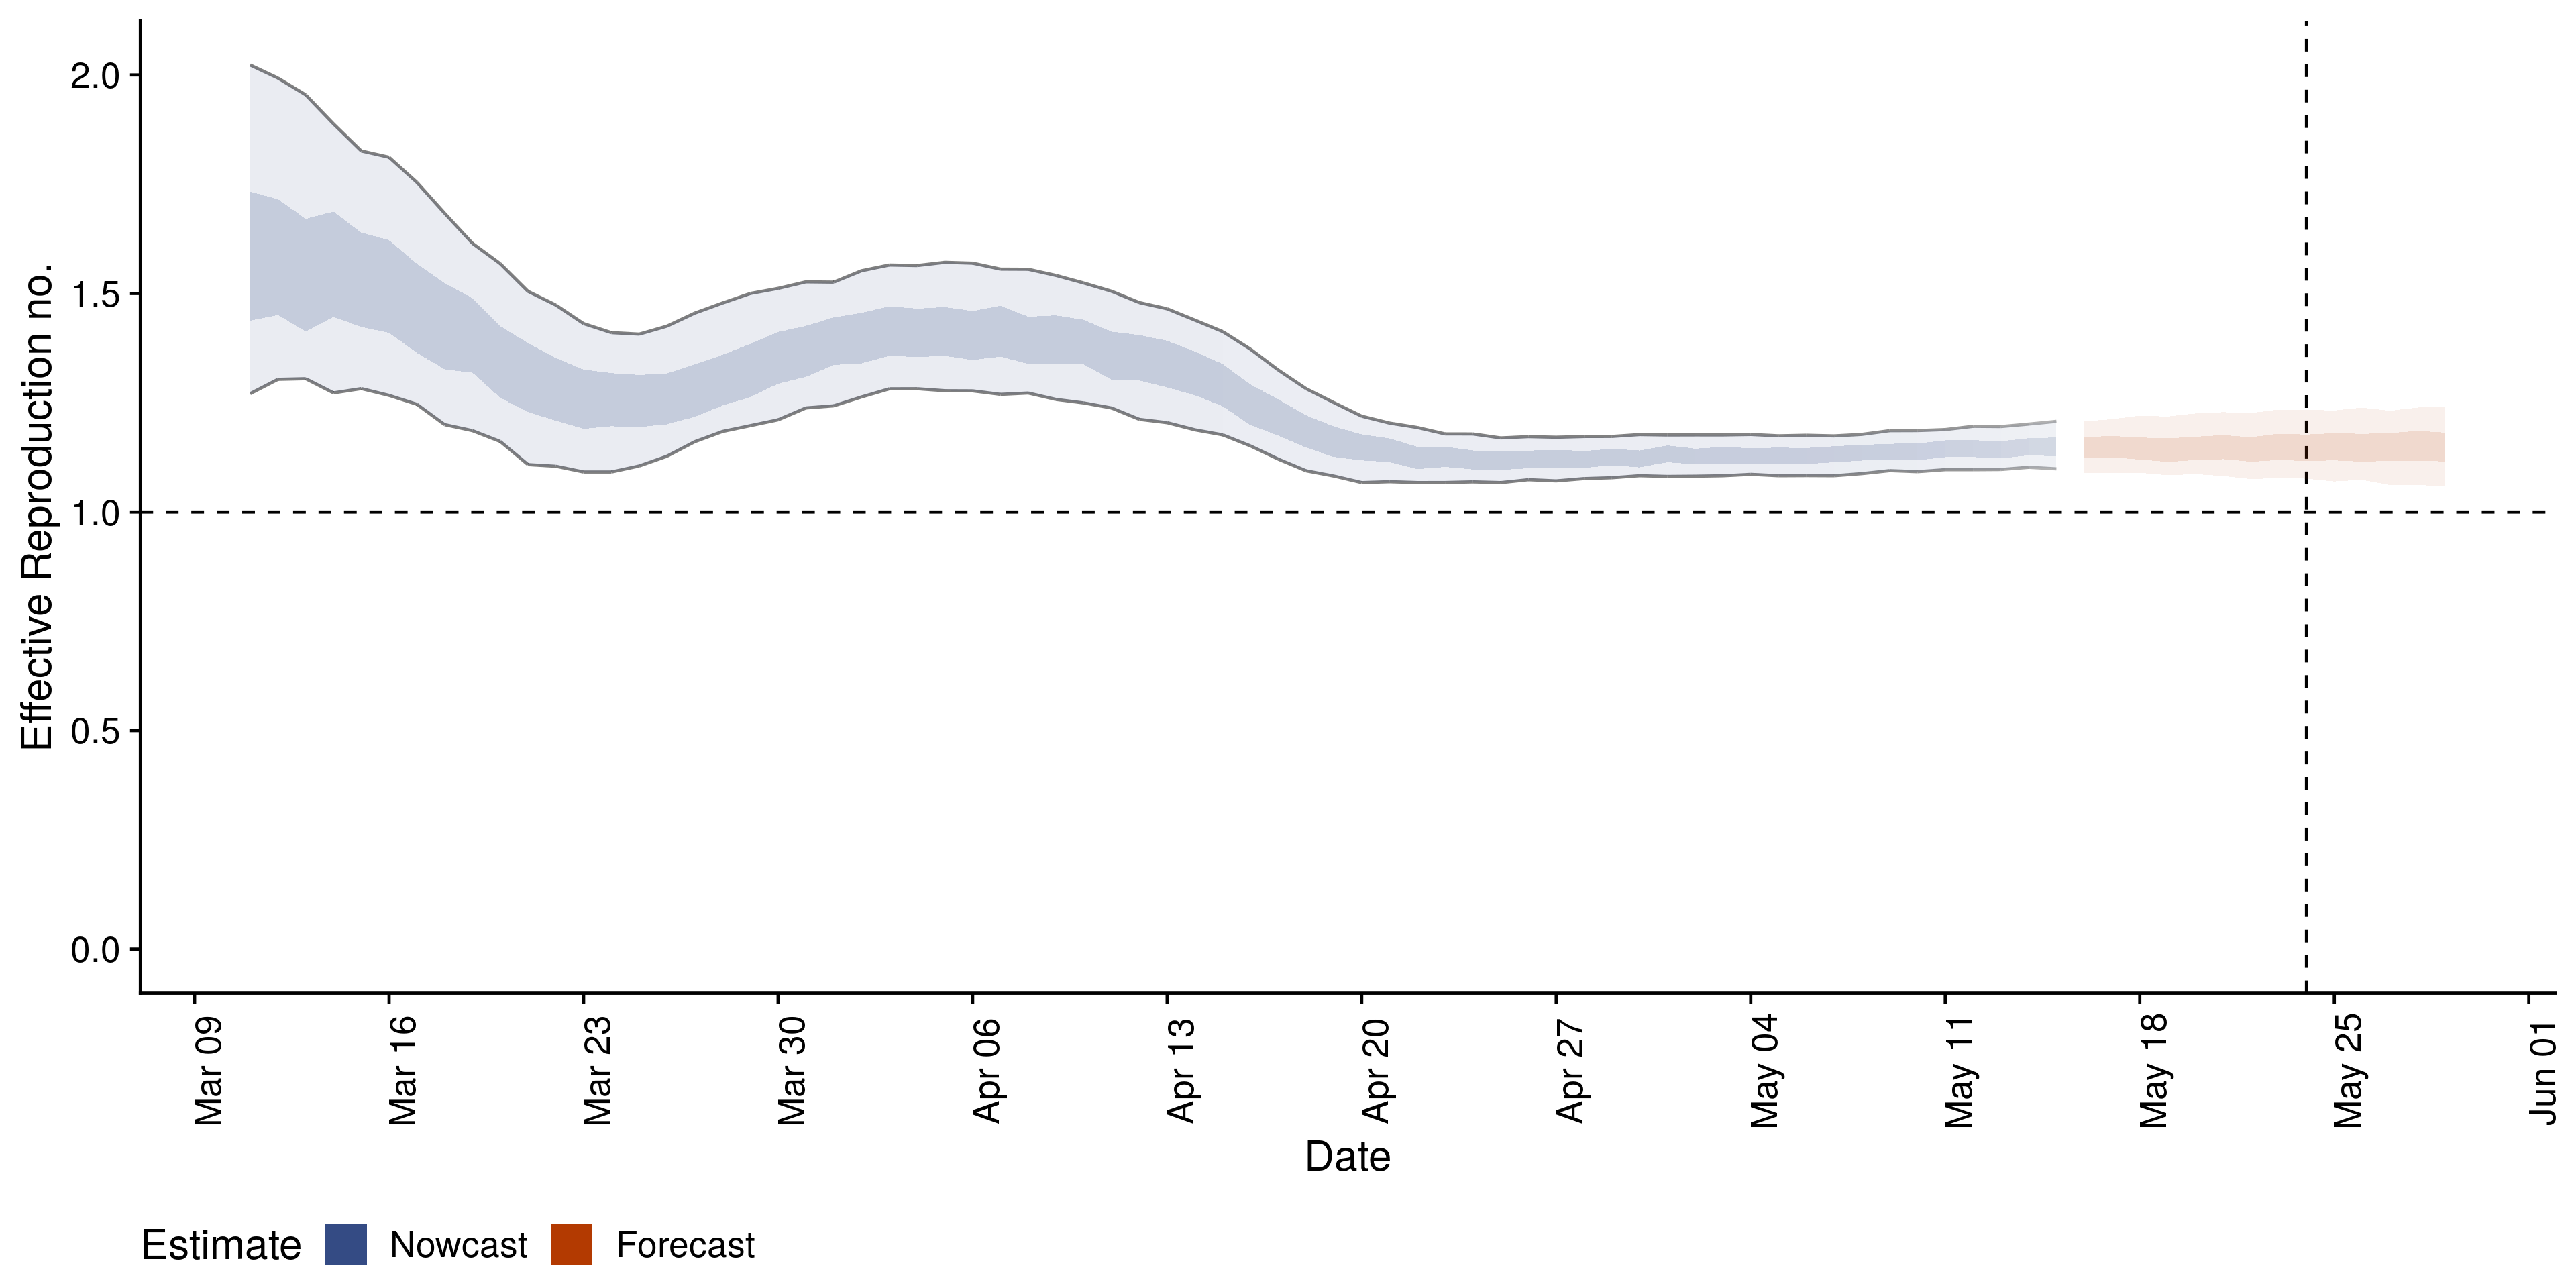 Effective Reproduction no.
2.0
1.5
1.0
0.5
0.0
Mar 09
Mar 16
Mar 23
Mar 30
Apr 06
Apr 13
Apr 20
Apr 27
May 04
May 11
May 18
May 25
Jun 01
Date
Estimate Nowcast Forecast